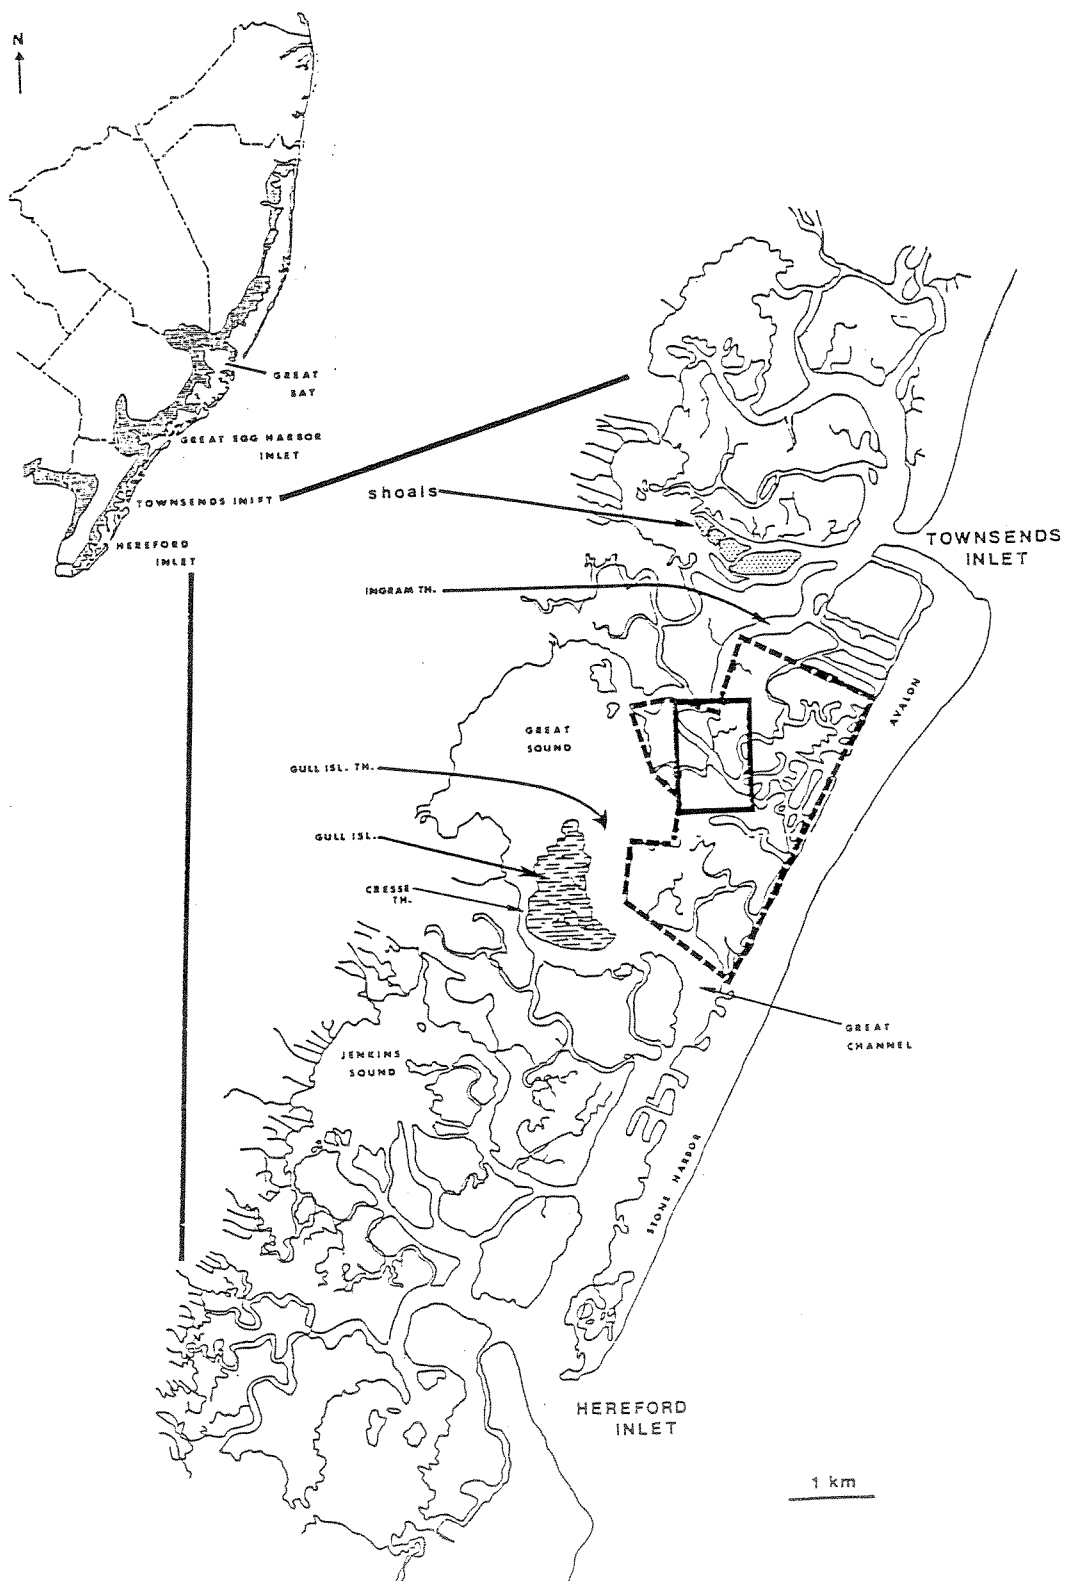 N
GREAT
BAY
GREAT EGG HARBOR
INLET
TOWNSENDS INLET
HEREFORD
INLET
shoals
TOWNSENDS
INLET
INGRAM TH.
AVALON
GREAT
SOUND
GULL ISL. TH.
GULL ISL.
CRESSE
TH.
GREAT
CHANNEL
JENKINS
SOUND
STONE HARBOR
HEREFORD
INLET
1 km